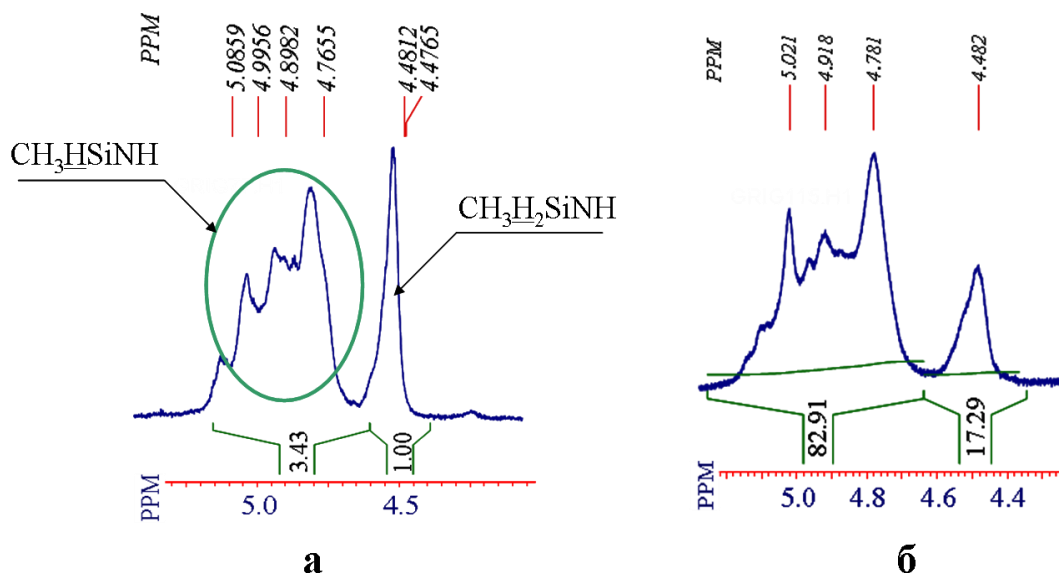 PPM
5.0859
4.9956
4.8982
4.7655
4.4812
4.4765
CH3HSiNH
CH3H2SiNH
3.43
1.00
PPM
5.0
4.5
а
PPM
5.021
4.918
4.781
4.482
82.91
17.29
PPM
5.0
4.8
4.6
4.4
б